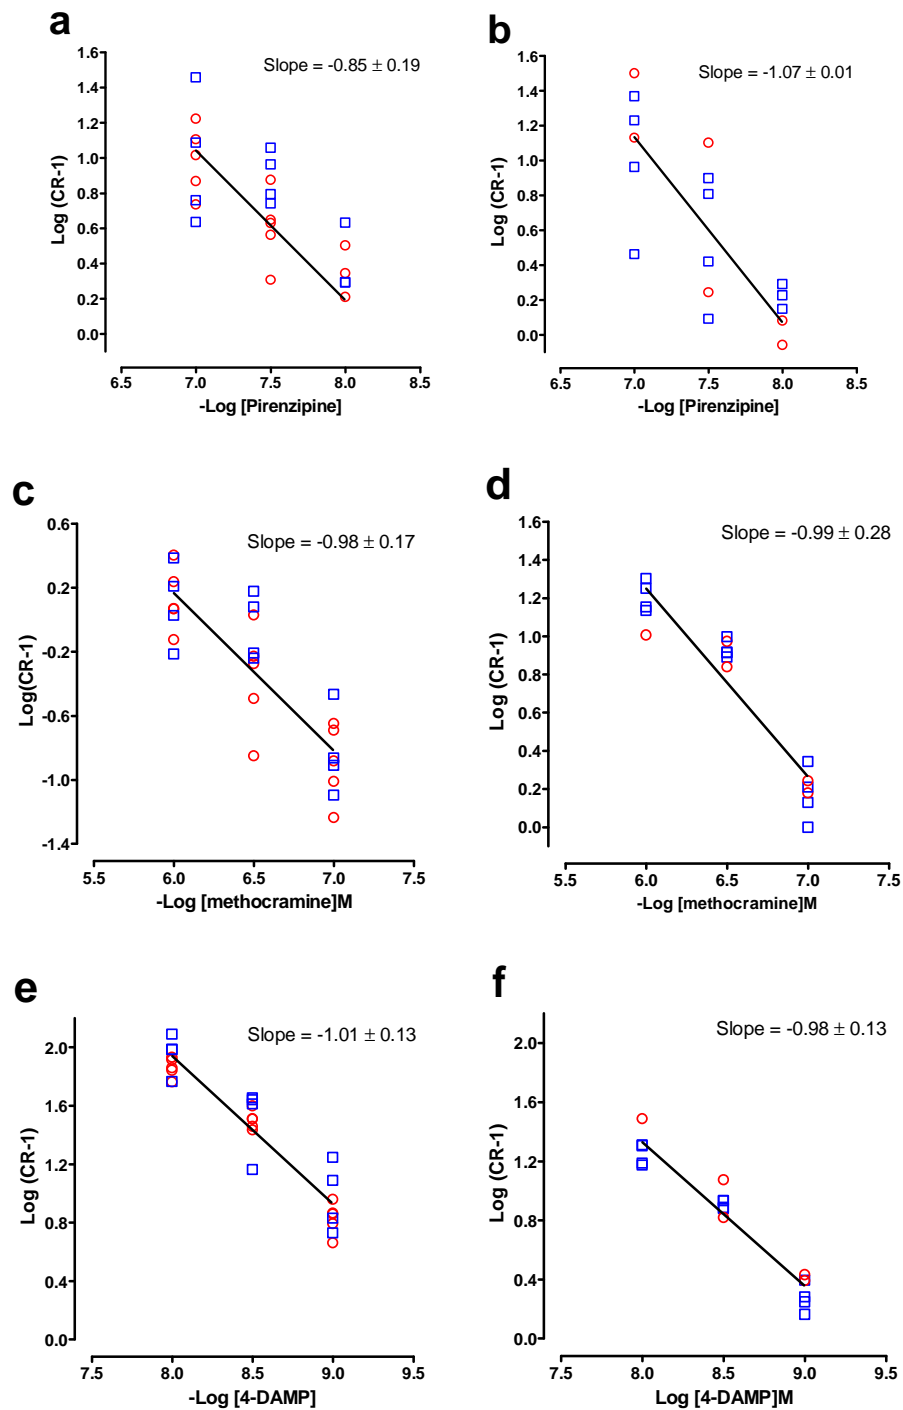 a
Slope = -0.85 ± 0.19
Log (CR-1)
1.6
1.4
1.2
1.0
0.8
0.6
0.4
0.2
0.0
6.5 7.0 7.5 8.0 8.5
-Log [Pirenzipine]
b
Slope = -1.07 ± 0.01
Log (CR-1)
1.6
1.4
1.2
1.0
0.8
0.6
0.4
0.2
0.0
6.5 7.0 7.5 8.0 8.5
-Log [Pirenzipine]
c
Slope = -0.98 ± 0.17
Log(CR-1)
0.6
0.2
-0.2
-0.6
-1.0
-1.4
5.5 6.0 6.5 7.0 7.5
-Log [methocramine]M
d
Slope = -0.99 ± 0.28
Log (CR-1)
1.6
1.4
1.2
1.0
0.8
0.6
0.4
0.2
0.0
5.5 6.0 6.5 7.0 7.5
-Log [methocramine]M
e
Slope = -1.01 ± 0.13
Log (CR-1)
2.0
1.6
1.2
0.8
0.4
0.0
7.5 8.0 8.5 9.0 9.5
-Log [4-DAMP]
f
Slope = -0.98 ± 0.13
Log (CR-1)
2.0
1.6
1.2
0.8
0.4
0.0
7.5 8.0 8.5 9.0 9.5
Log [4-DAMP]M